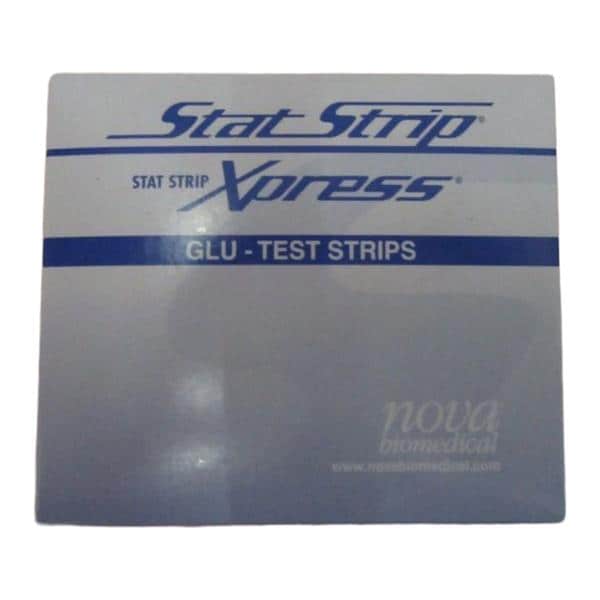 Stat Strip®
STAT STRIP Xpress®
GLU - TEST STRIPS
nova
biomedical
www.novabiomedical.com